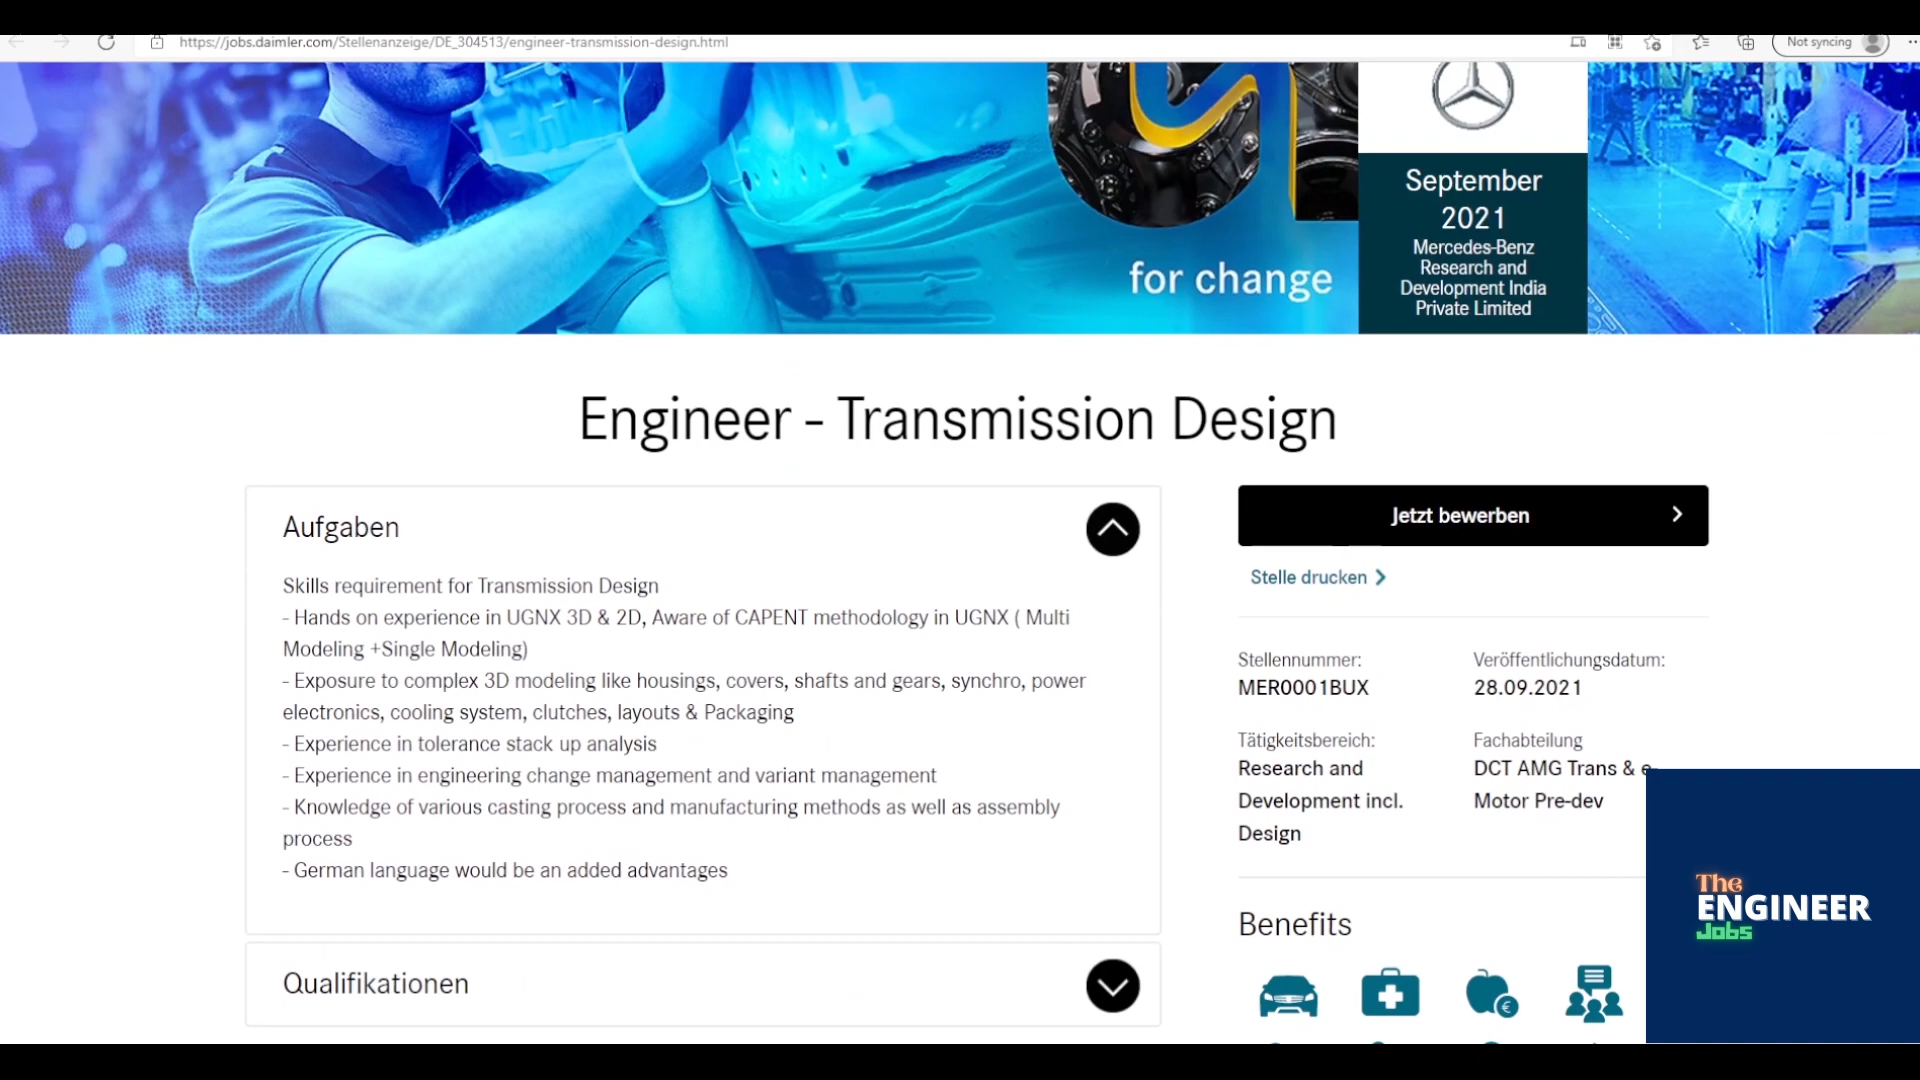 https://jobs.daimler.com/Stellenanzeige/DE_304513/engineer-transmission-design.html
Not syncing
for change
September
2021
Mercedes-Benz
Research and
Development India
Private Limited
Engineer - Transmission Design
Aufgaben
Skills requirement for Transmission Design
- Hands on experience in UGNX 3D & 2D, Aware of CAPENT methodology in UGNX ( Multi
Modeling +Single Modeling)
- Exposure to complex 3D modeling like housings, covers, shafts and gears, synchro, power
electronics, cooling system, clutches, layouts & Packaging
- Experience in tolerance stack up analysis
- Experience in engineering change management and variant management
- Knowledge of various casting process and manufacturing methods as well as assembly
process
- German language would be an added advantages
Qualifikationen
Jetzt bewerben
Stelle drucken
Stellennummer:
MER0001BUX
Veröffentlichungsdatum:
28.09.2021
Tätigkeitsbereich:
Research and
Development incl.
Design
Fachabteilung
DCT AMG Trans & e-
Motor Pre-dev
Benefits
The
ENGINEER
Jobs